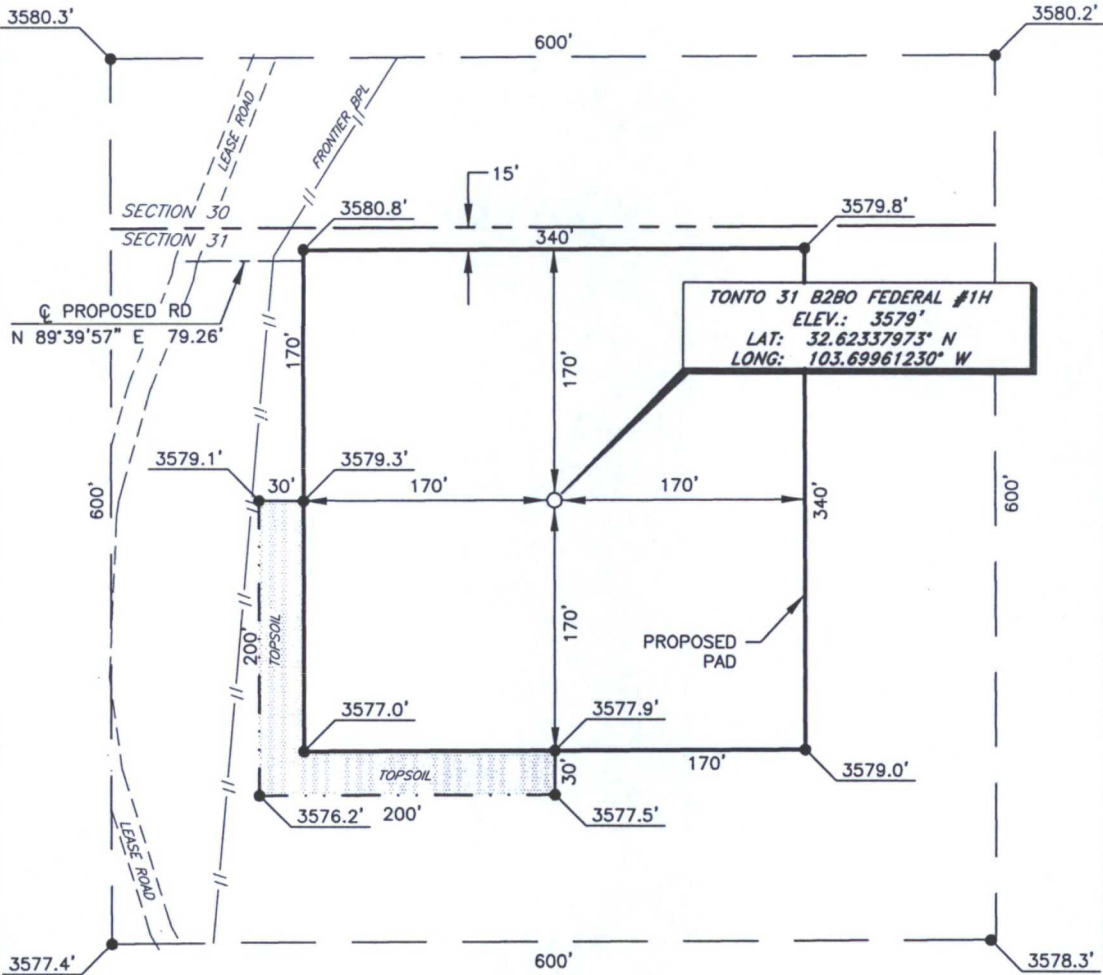 3580.3'
3580.2'
600'
LEASE ROAD
FRONTIER BPL
15'
SECTION 30
3580.8'
3579.8'
SECTION 31
340'
℄ PROPOSED RD
N 89°39'57" E 79.26'
TONTO 31 B2BO FEDERAL #1H
ELEV.: 3579'
LAT: 32.62337973° N
LONG: 103.69961230° W
170'
170'
3579.1'
3579.3'
600'
30'
170'
170'
340'
600'
200'
TOPSOIL
170'
PROPOSED
PAD
3577.0'
3577.9'
TOPSOIL
30'
170'
3579.0'
3576.2'
200'
3577.5'
LEASE ROAD
3577.4'
600'
3578.3'